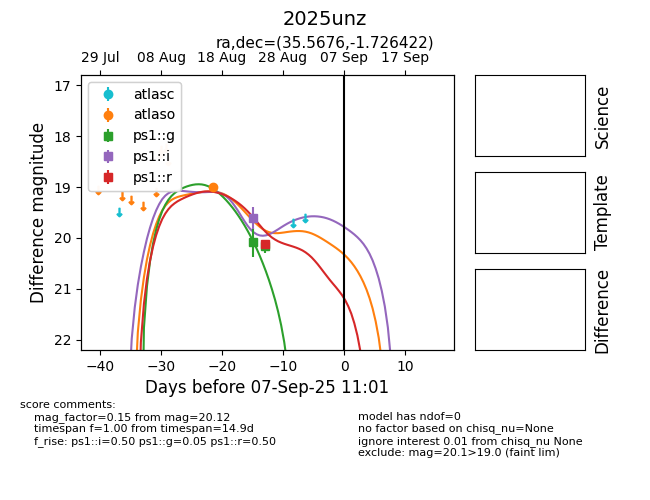 2025unz
ra,dec=(35.5676,-1.726422)
29 Jul 08 Aug 18 Aug 28 Aug 07 Sep 17 Sep
17
18
19
20
21
22
Difference magnitude
atlasc
atlaso
ps1::g
ps1::i
ps1::r
−40 −30 −20 −10 0 10
Days before 07-Sep-25 11:01
Science
Template
Difference
score comments:
mag_factor=0.15 from mag=20.12
timespan f=1.00 from timespan=14.9d
f_rise: ps1::i=0.50 ps1::g=0.05 ps1::r=0.50
model has ndof=0
no factor based on chisq_nu=None
ignore interest 0.01 from chisq_nu None
exclude: mag=20.1>19.0 (faint lim)